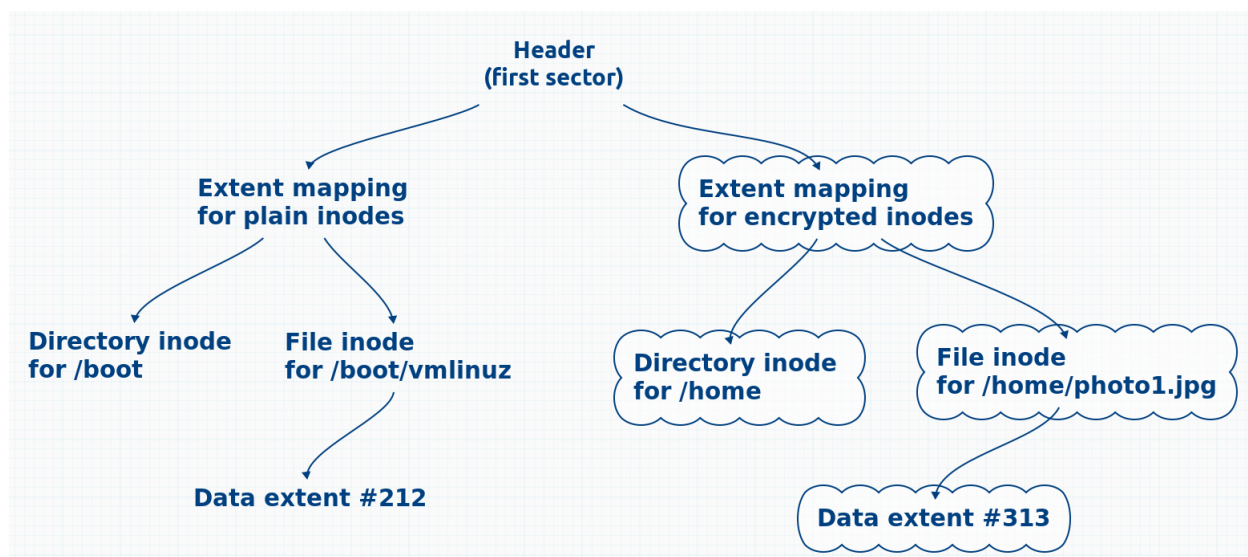 Header
(first sector)
Extent mapping
for plain inodes
Extent mapping
for encrypted inodes
Directory inode
for /boot
File inode
for /boot/vmlinuz
Directory inode
for /home
File inode
for /home/photo1.jpg
Data extent #212
Data extent #313